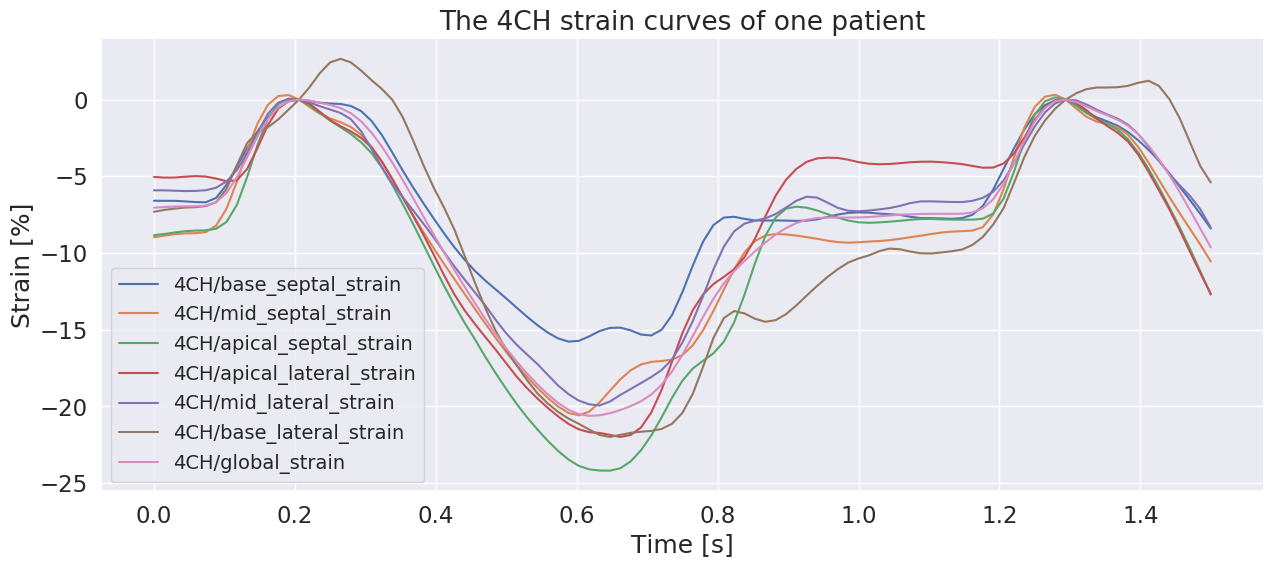 The 4CH strain curves of one patient
Strain [%]
0
−5
−10
−15
−20
−25
4CH/base_septal_strain
4CH/mid_septal_strain
4CH/apical_septal_strain
4CH/apical_lateral_strain
4CH/mid_lateral_strain
4CH/base_lateral_strain
4CH/global_strain
0.0 0.2 0.4 0.6 0.8 1.0 1.2 1.4
Time [s]